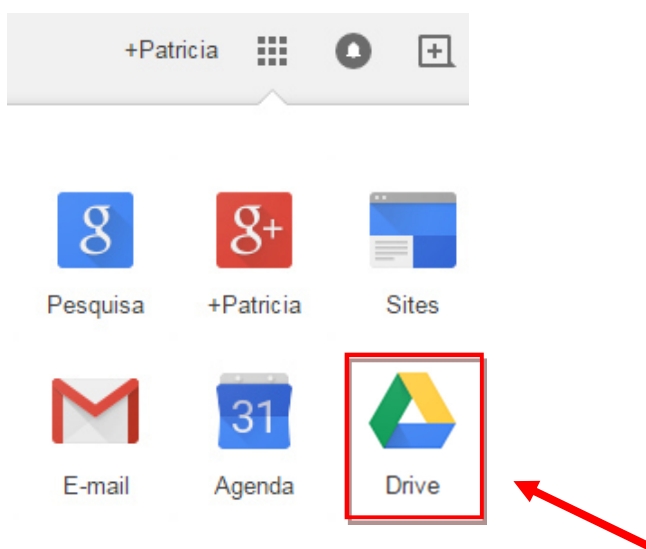 +Patricia
g
g+
Pesquisa
+Patricia
Sites
31
E-mail
Agenda
Drive